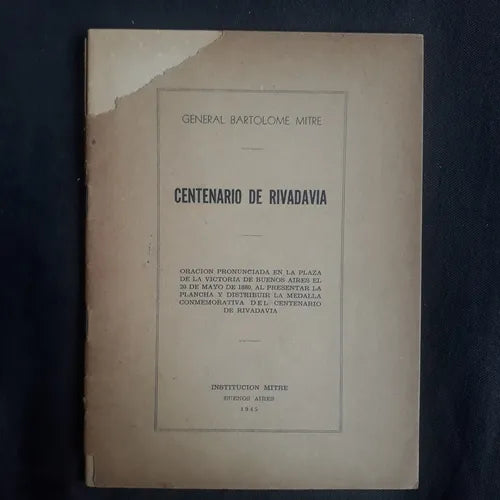 GENERAL BARTOLOME MITRE
CENTENARIO DE RIVADAVIA
ORACION PRONUNCIADA EN LA PLAZA
DE LA VICTORIA DE BUENOS AIRES EL
20 DE MAYO DE 1880, AL PRESENTAR LA
PLANCHA Y DISTRIBUIR LA MEDALLA
CONMEMORATIVA DEL CENTENARIO
DE RIVADAVIA
INSTITUCION MITRE
BUENOS AIRES
1945